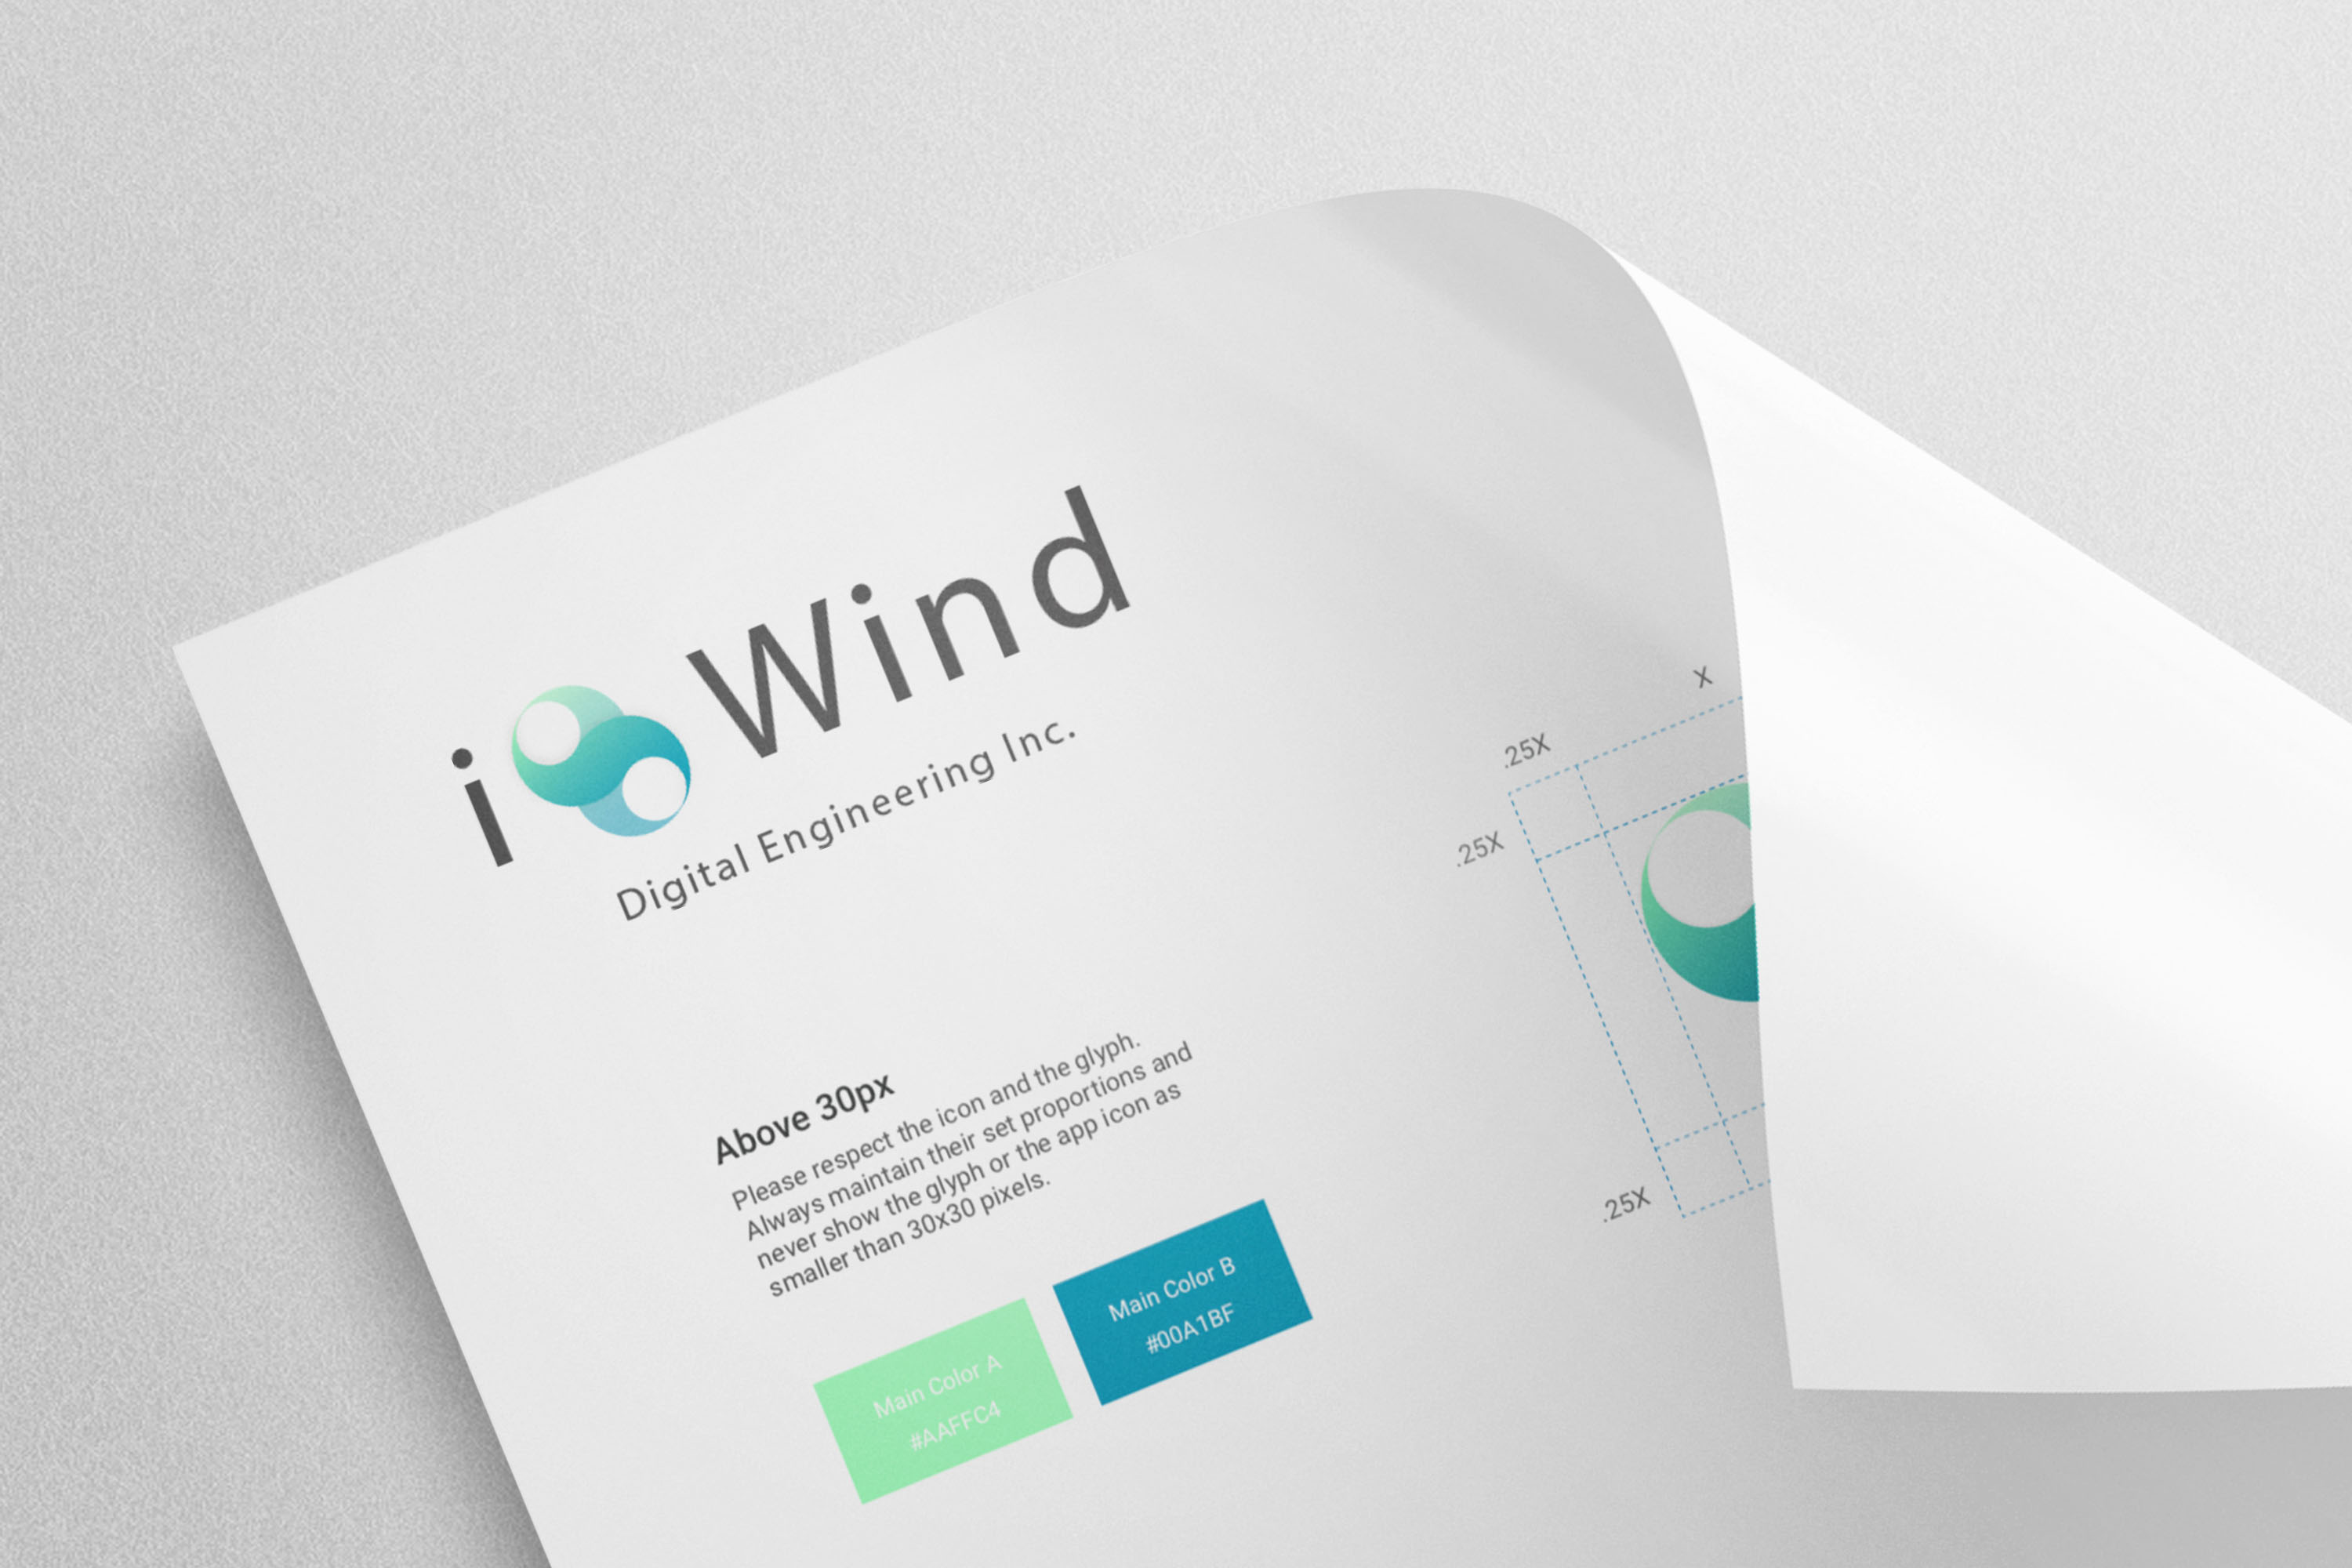 i Wind
Digital Engineering Inc.
Above 30px
Please respect the icon and the glyph.
Always maintain their set proportions and
never show the glyph or the app icon as
smaller than 30x30 pixels.
Main Color A
#AAFFC4
Main Color B
#00A1BF
X
.25X
.25X
.25X